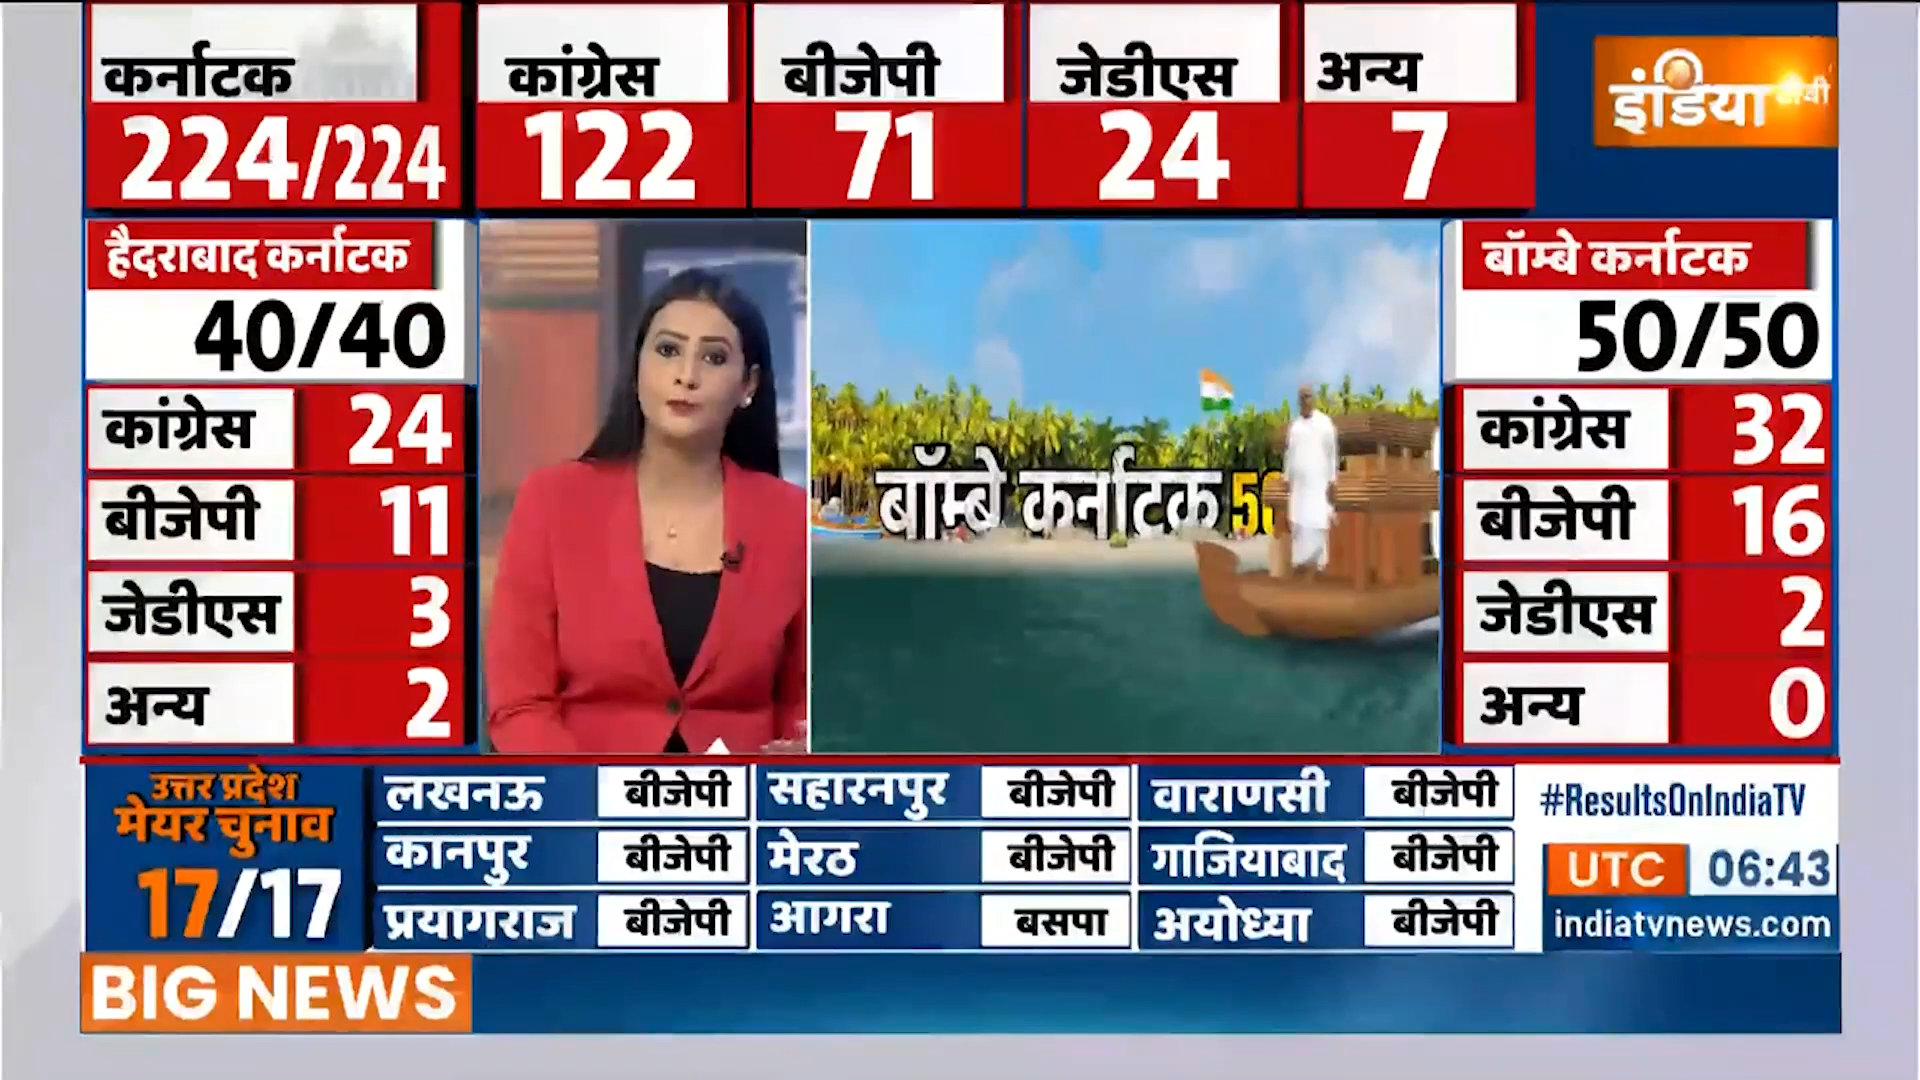 कर्नाटक
224/224
कांग्रेस
122
बीजेपी
71
जेडीएस
24
अन्य
7
इंडिया टीवी
हैदराबाद कर्नाटक
40/40
कांग्रेस 24
बीजेपी 11
जेडीएस 3
अन्य 2
बॉम्बे कर्नाटक 50
बॉम्बे कर्नाटक
50/50
कांग्रेस 32
बीजेपी 16
जेडीएस 2
अन्य 0
उत्तर प्रदेश
मेयर चुनाव
17/17
लखनऊ बीजेपी सहारनपुर बीजेपी वाराणसी बीजेपी
कानपुर बीजेपी मेरठ बीजेपी गाजियाबाद बीजेपी
प्रयागराज बीजेपी आगरा बसपा अयोध्या बीजेपी
#ResultsOnIndiaTV
UTC 06:43
indiatvnews.com
BIG NEWS